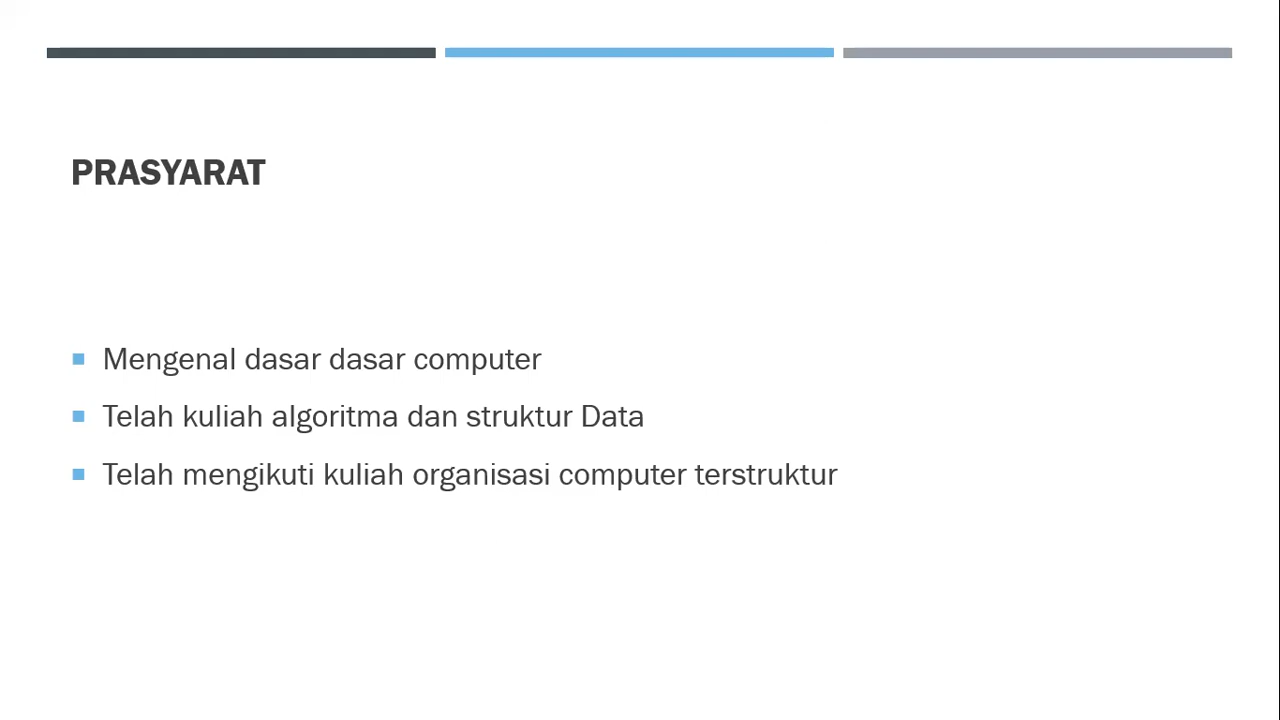 PRASYARAT
Mengenal dasar dasar computer
Telah kuliah algoritma dan struktur Data
Telah mengikuti kuliah organisasi computer terstruktur